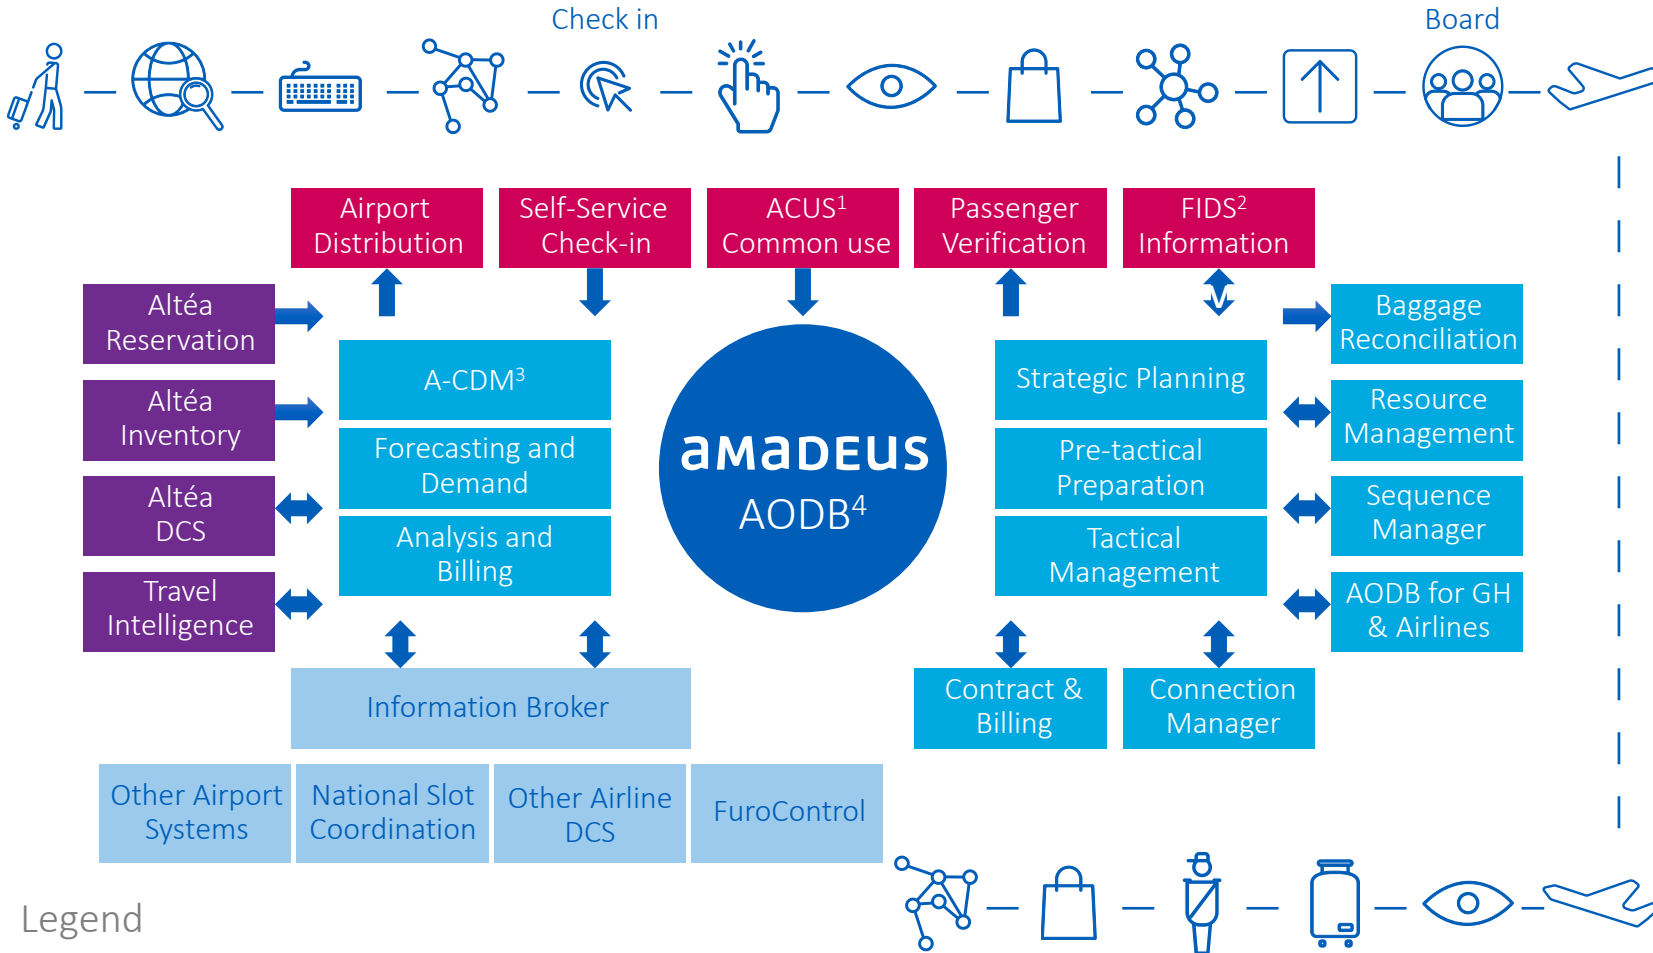 Check in
Board
Airport
Distribution
Self-Service
Check-in
ACUS¹
Common use
Passenger
Verification
FIDS²
Information
Altéa
Reservation
Altéa
Inventory
Altéa
DCS
Travel
Intelligence
A-CDM³
Forecasting and
Demand
Analysis and
Billing
aMaDEUS
AODB⁴
Strategic Planning
Pre-tactical
Preparation
Tactical
Management
Baggage
Reconciliation
Resource
Management
Sequence
Manager
AODB for GH
& Airlines
Information Broker
Contract &
Billing
Connection
Manager
Other Airport
Systems
National Slot
Coordination
Other Airline
DCS
FuroControl
Legend